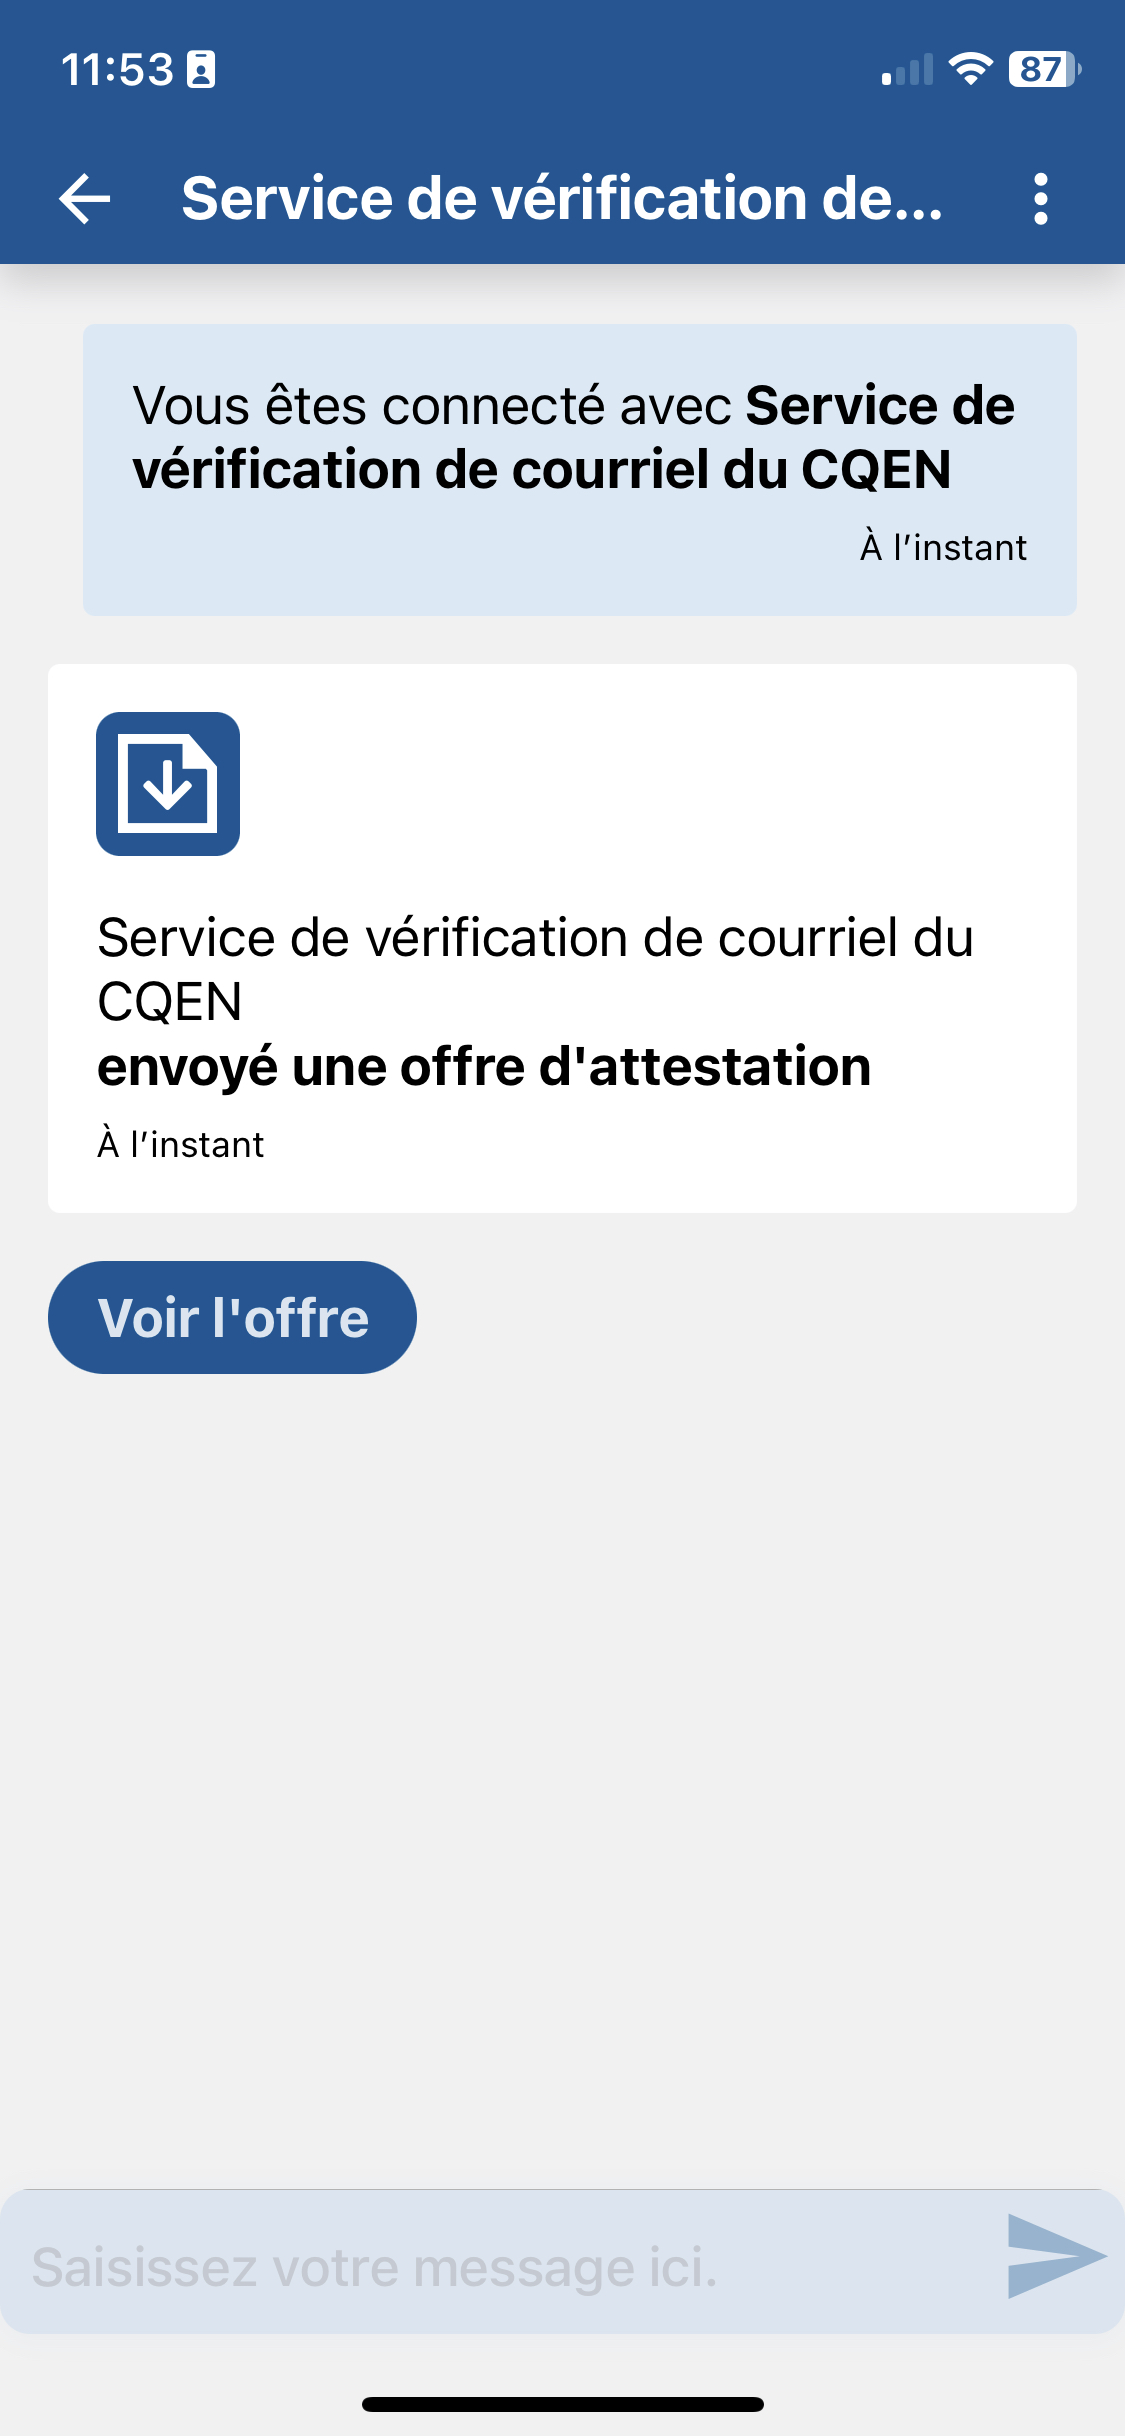 11:53
87
Service de vérification de...
Vous êtes connecté avec Service de
vérification de courriel du CQEN
À l’instant
Service de vérification de courriel du
CQEN
envoyé une offre d'attestation
À l’instant
Voir l'offre
Saisissez votre message ici.